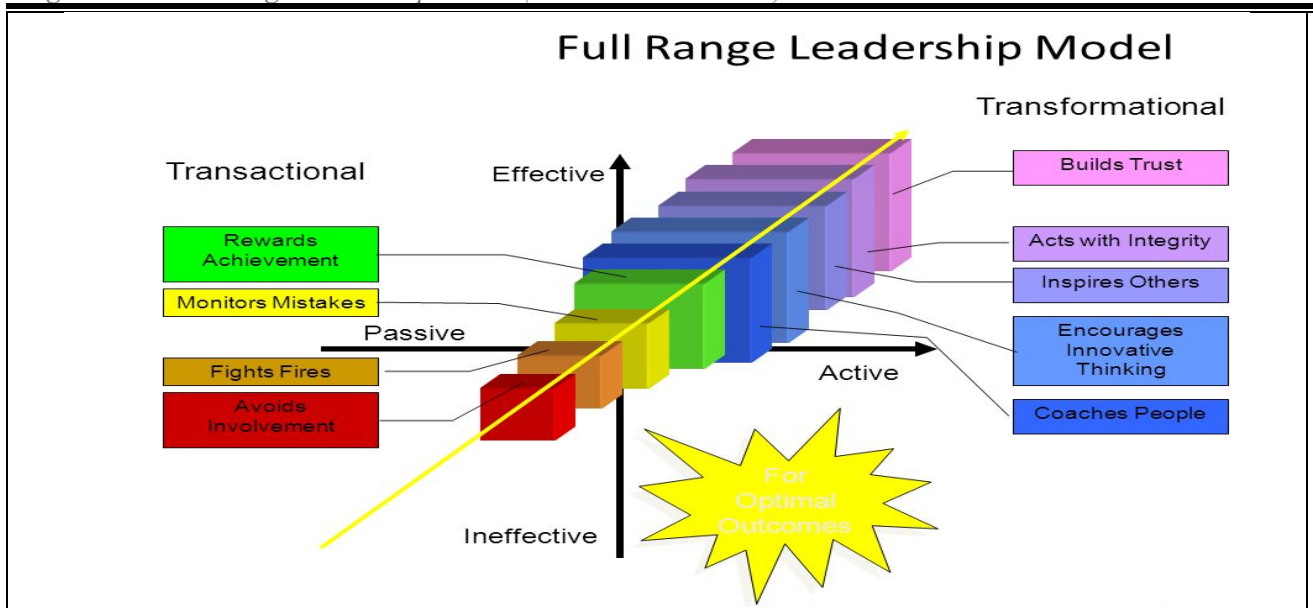 Full Range Leadership Model
Transformational
Transactional
Effective
Builds Trust
Rewards
Achievement
Acts with Integrity
Inspires Others
Monitors Mistakes
Passive
Encourages
Innovative
Thinking
Fights Fires
Active
Avoids
Involvement
Coaches People
For
Optimal
Outcomes
Ineffective